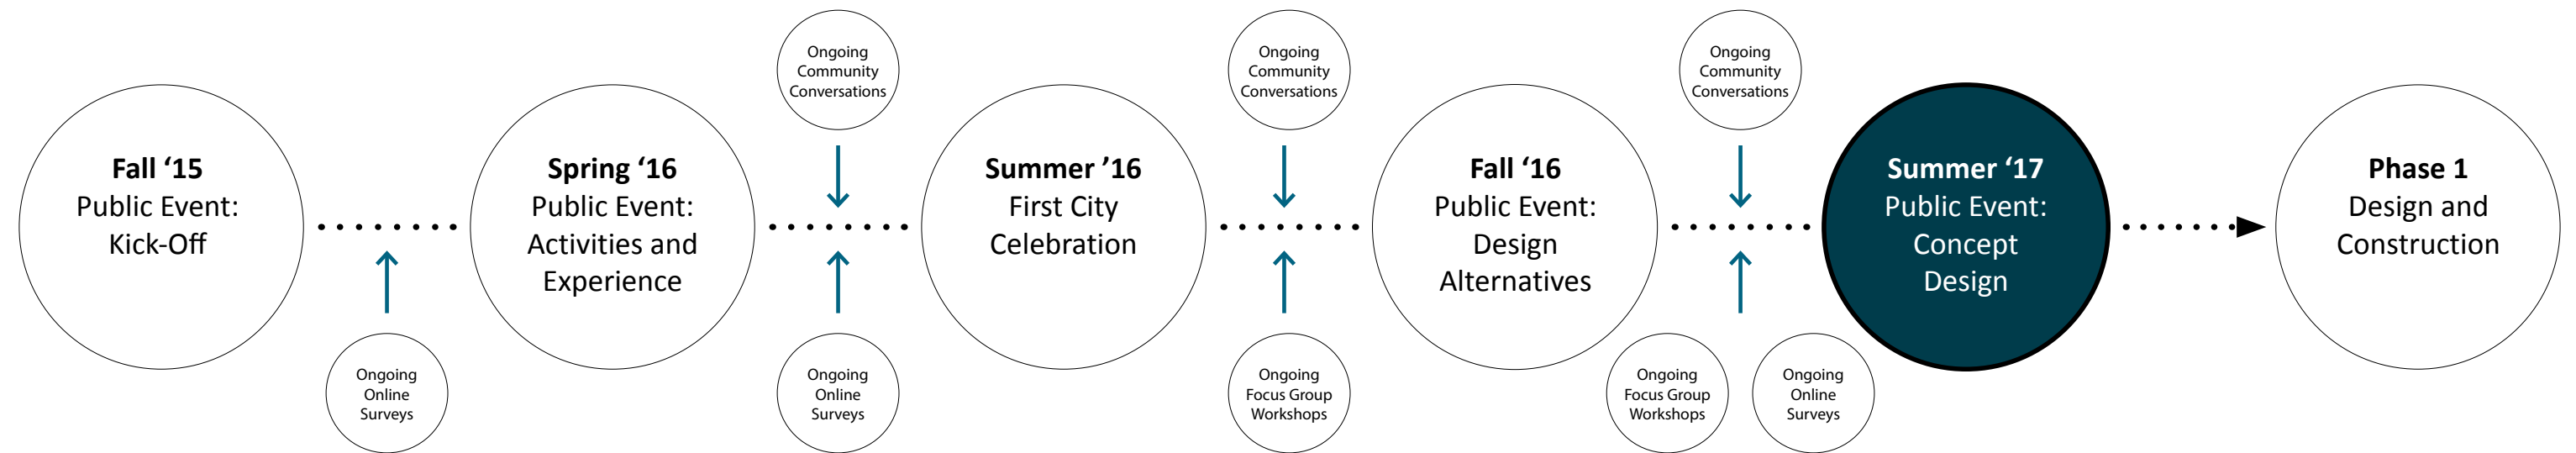 Fall ‘15
Public Event:
Kick-Off
Ongoing
Online
Surveys
Spring ‘16
Public Event:
Activities and
Experience
Ongoing
Community
Conversations
Ongoing
Online
Surveys
Summer ’16
First City
Celebration
Ongoing
Community
Conversations
Ongoing
Focus Group
Workshops
Fall ‘16
Public Event:
Design
Alternatives
Ongoing
Community
Conversations
Ongoing
Focus Group
Workshops
Ongoing
Online
Surveys
Summer ‘17
Public Event:
Concept
Design
Phase 1
Design and
Construction